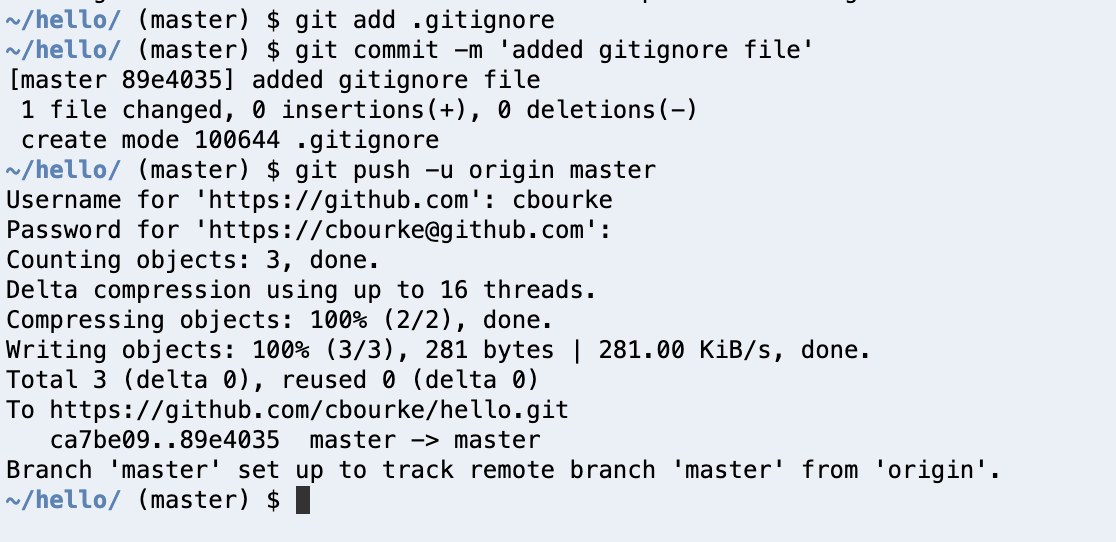 ~/hello/ (master) $ git add .gitignore
~/hello/ (master) $ git commit -m 'added gitignore file'
[master 89e4035] added gitignore file
 1 file changed, 0 insertions(+), 0 deletions(-)
 create mode 100644 .gitignore
~/hello/ (master) $ git push -u origin master
Username for 'https://github.com': cbourke
Password for 'https://cbourke@github.com':
Counting objects: 3, done.
Delta compression using up to 16 threads.
Compressing objects: 100% (2/2), done.
Writing objects: 100% (3/3), 281 bytes | 281.00 KiB/s, done.
Total 3 (delta 0), reused 0 (delta 0)
To https://github.com/cbourke/hello.git
   ca7be09..89e4035  master -> master
Branch 'master' set up to track remote branch 'master' from 'origin'.
~/hello/ (master) $